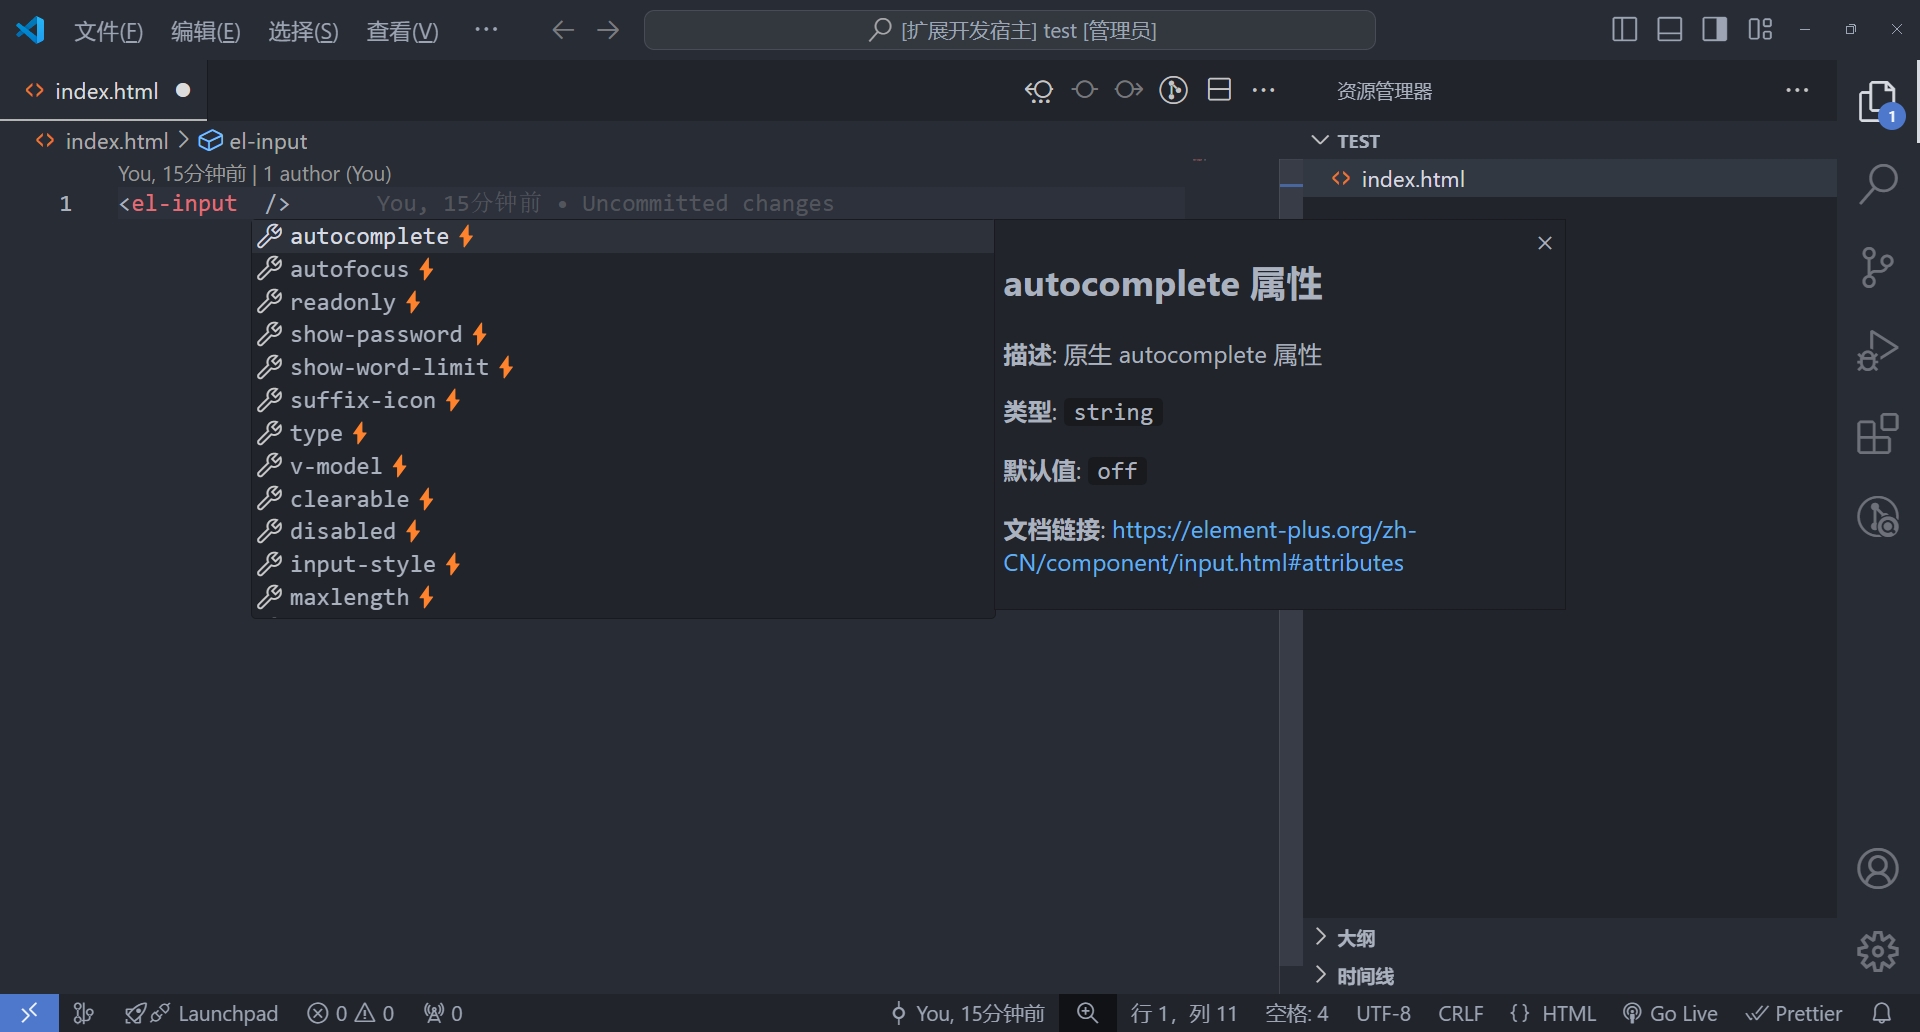 文件(F) 编辑(E) 选择(S) 查看(V) ··· [扩展开发宿主] test [管理员]
index.html
资源管理器
1
index.html > el-input
TEST
You, 15分钟前 | 1 author (You)
index.html
1 <el-input /> You, 15分钟前 • Uncommitted changes
autocomplete
autofocus
readonly
show-password
show-word-limit
suffix-icon
type
v-model
clearable
disabled
input-style
maxlength
autocomplete 属性
描述: 原生 autocomplete 属性
类型: string
默认值: off
文档链接: https://element-plus.org/zh-
CN/component/input.html#attributes
大纲
时间线
Launchpad 0 0 0 You, 15分钟前 行 1，列 11 空格: 4 UTF-8 CRLF {} HTML Go Live Prettier